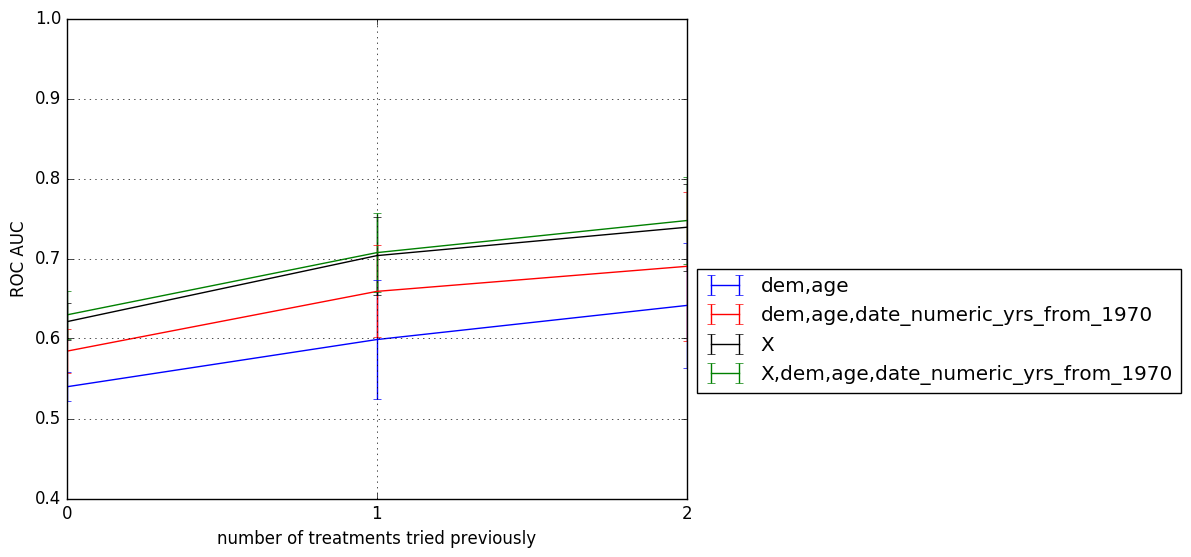 1.0
0.9
0.8
0.7
0.6
0.5
0.4
ROC AUC
0
1
2
number of treatments tried previously
dem,age
dem,age,date_numeric_yrs_from_1970
X
X,dem,age,date_numeric_yrs_from_1970